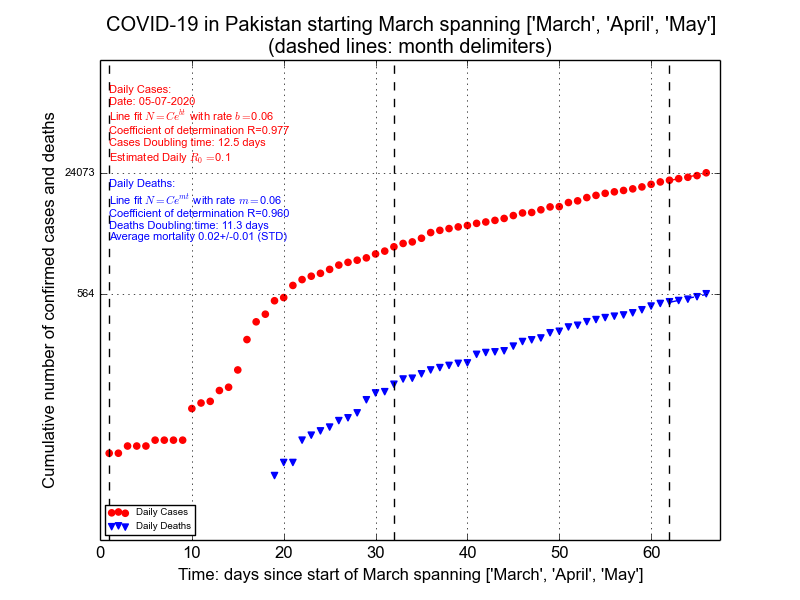 COVID-19 in Pakistan starting March spanning ['March', 'April', 'May']
(dashed lines: month delimiters)
Daily Cases:
Date: 05-07-2020
Line fit N = Ce^{bt} with rate b = 0.06
Coefficient of determination R=0.977
Cases Doubling time: 12.5 days
Estimated Daily R_0 = 0.1
Daily Deaths:
Line fit N = Ce^{mt} with rate m = 0.06
Coefficient of determination R=0.960
Deaths Doubling time: 11.3 days
Average mortality 0.02+/-0.01 (STD)
24073
564
Cumulative number of confirmed cases and deaths
Daily Cases
Daily Deaths
0 10 20 30 40 50 60
Time: days since start of March spanning ['March', 'April', 'May']